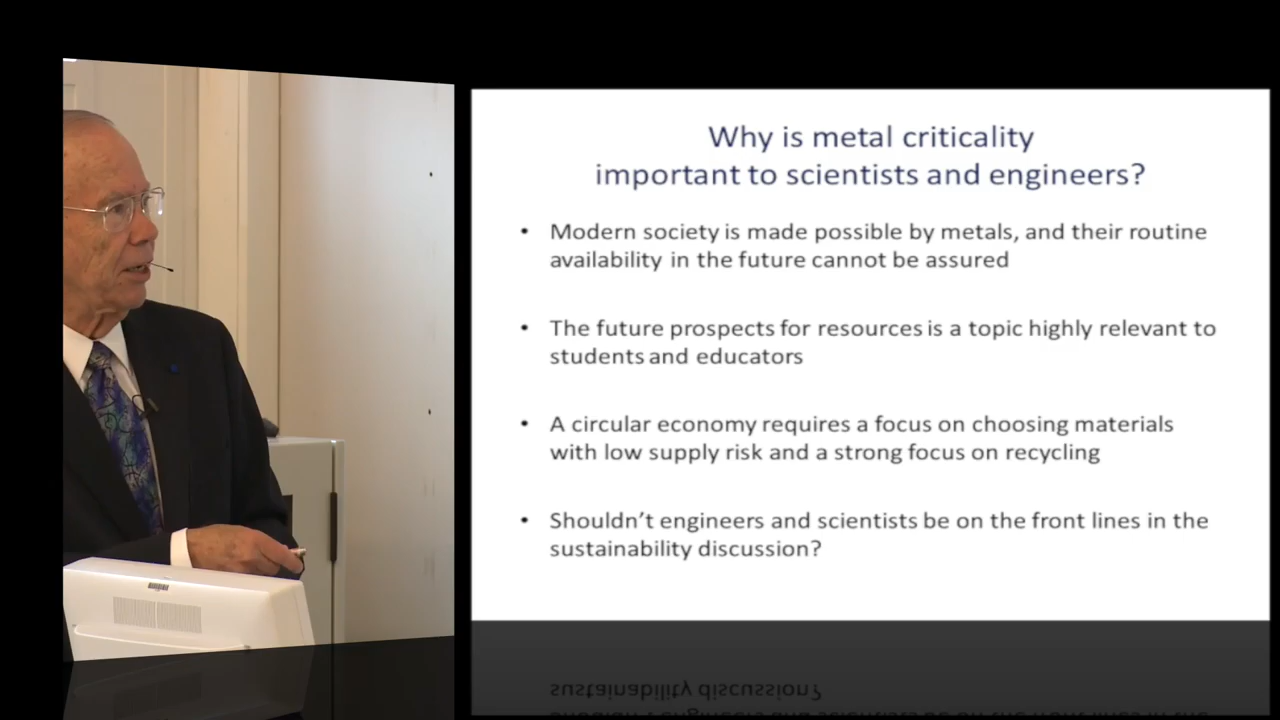 Why is metal criticality
important to scientists and engineers?
• Modern society is made possible by metals, and their routine
availability in the future cannot be assured
• The future prospects for resources is a topic highly relevant to
students and educators
• A circular economy requires a focus on choosing materials
with low supply risk and a strong focus on recycling
• Shouldn't engineers and scientists be on the front lines in the
sustainability discussion?